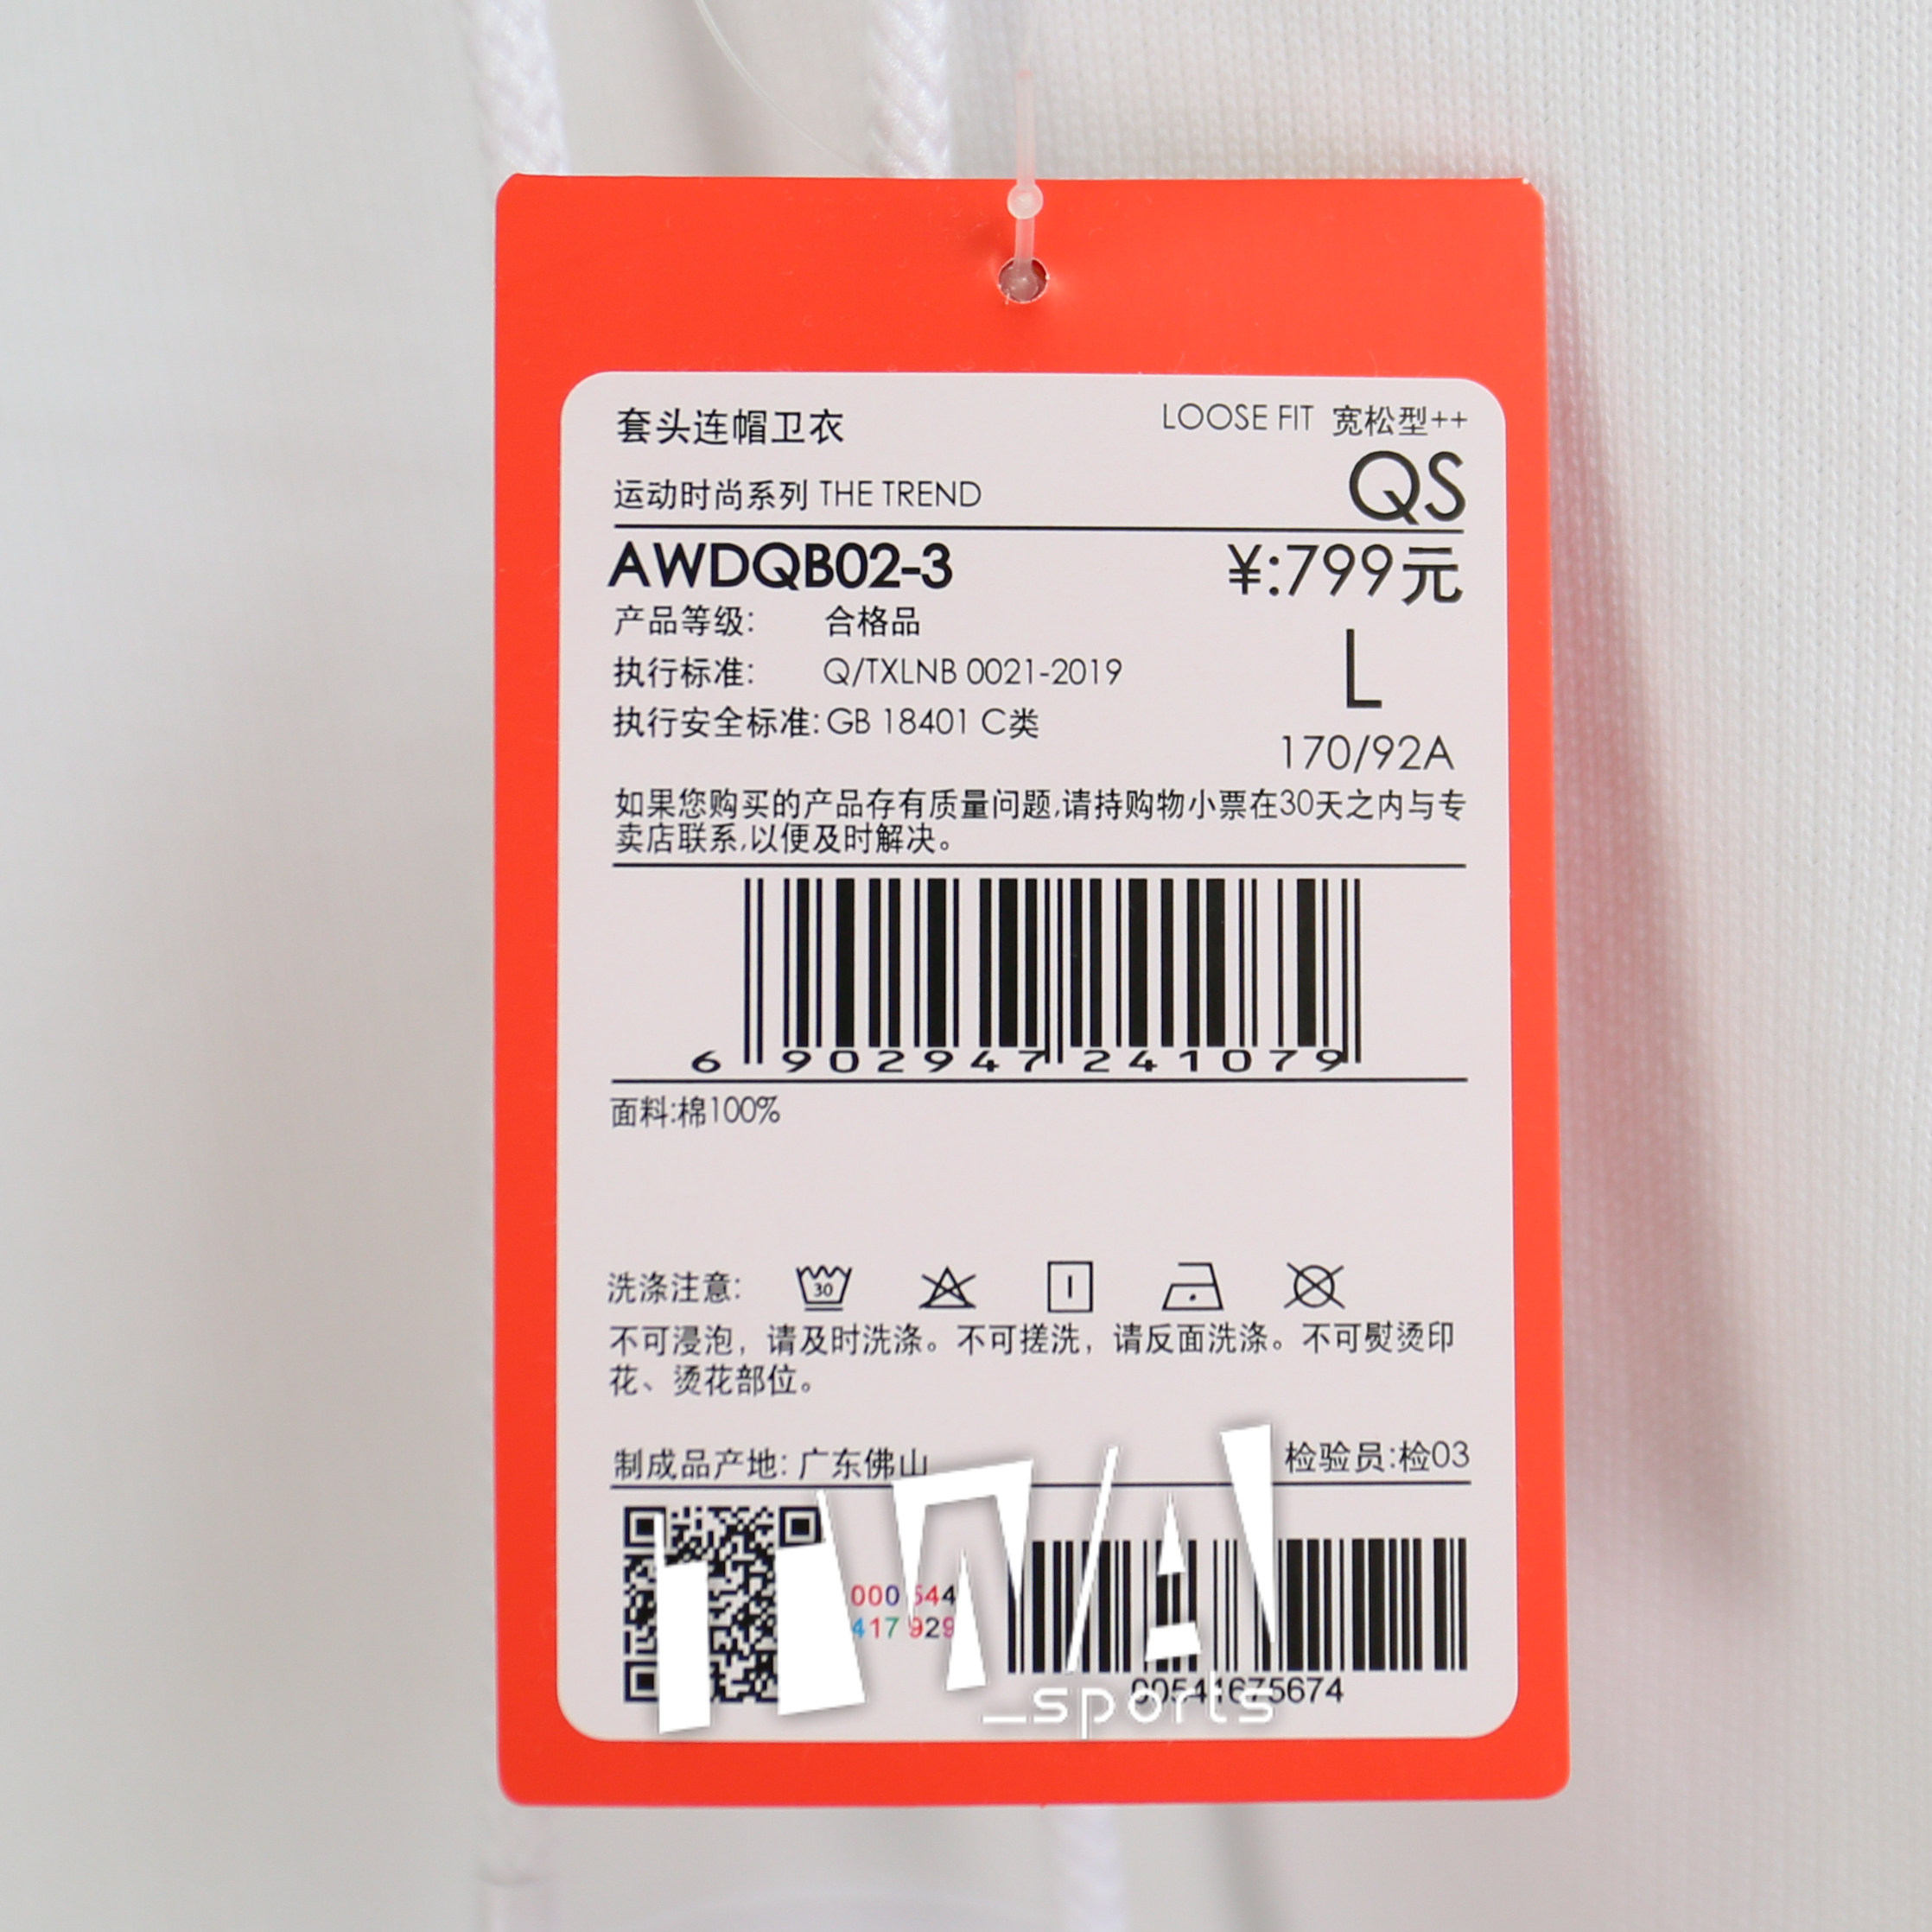 套头连帽卫衣
LOOSE FIT 宽松型++
运动时尚系列 THE TREND
QS
AWDQB02-3
¥:799元
产品等级: 合格品
执行标准: Q/TXLNB 0021-2019
L
执行安全标准:GB 18401 C类
170/92A
如果您购买的产品存有质量问题,请持购物小票在30天之内与专
卖店联系,以便及时解决。
6 902947 241079
面料:棉100%
洗涤注意:
30
不可浸泡，请及时洗涤。不可搓洗，请反面洗涤。不可熨烫印
花、烫花部位。
制成品产地: 广东佛山
检验员:检03
000 544
417 929
00541675674
_sports